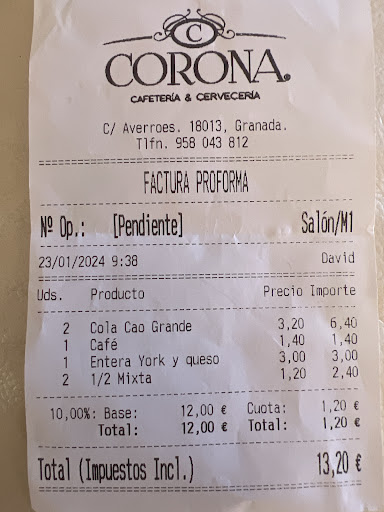 C
CORONA®
CAFETERÍA & CERVECERÍA
C/ Averroes. 18013, Granada.
Tlfn. 958 043 812
FACTURA PROFORMA
Nº Op.: [Pendiente] Salón/M1
23/01/2024 9:38 David
Uds. Producto Precio Importe
2 Cola Cao Grande 3,20 6,40
1 Café 1,40 1,40
1 Entera York y queso 3,00 3,00
2 1/2 Mixta 1,20 2,40
10,00%: Base: 12,00 € Cuota: 1,20 €
Total: 12,00 € Total: 1,20 €
Total (Impuestos Incl.) 13,20 €